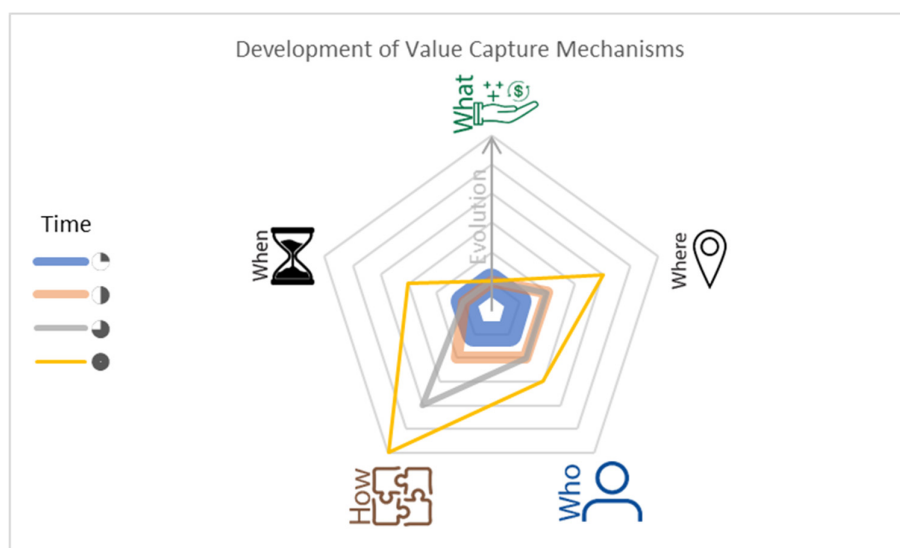 Development of Value Capture Mechanisms
What
++
+
$
Evolution
Time
When
Where
How
Who